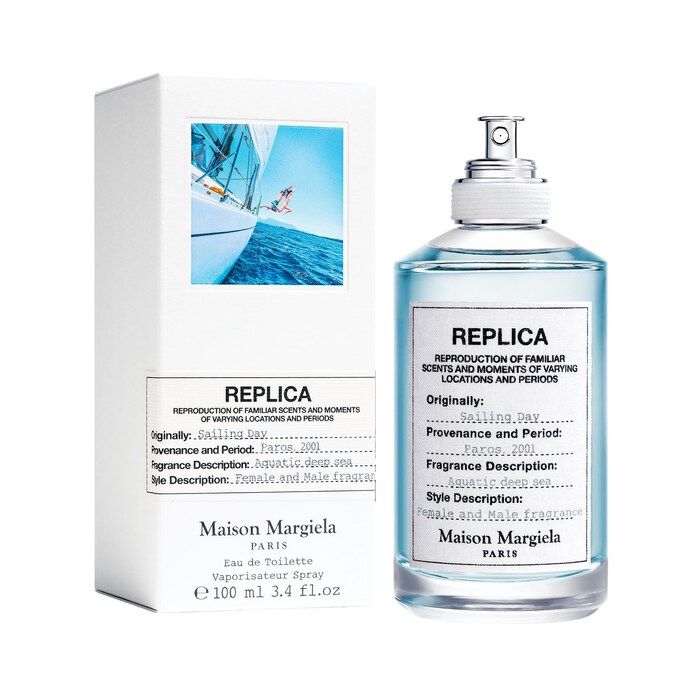 REPLICA
REPRODUCTION OF FAMILIAR SCENTS AND MOMENTS
OF VARYING LOCATIONS AND PERIODS
Originally: Sailing Day
Provenance and Period: Paros, 2001
Fragrance Description: Aquatic deep sea
Style Description: Female and Male fragran
Maison Margiela
PARIS
Eau de Toilette
Vaporisateur Spray
℮ 100 ml 3.4 fl.oz
REPLICA
REPRODUCTION OF FAMILIAR
SCENTS AND MOMENTS OF VARYING
LOCATIONS AND PERIODS
Originally:
Sailing Day
Provenance and Period:
Paros, 2001
Fragrance Description:
Aquatic deep sea
Style Description:
Female and Male fragrance
Maison Margiela
PARIS